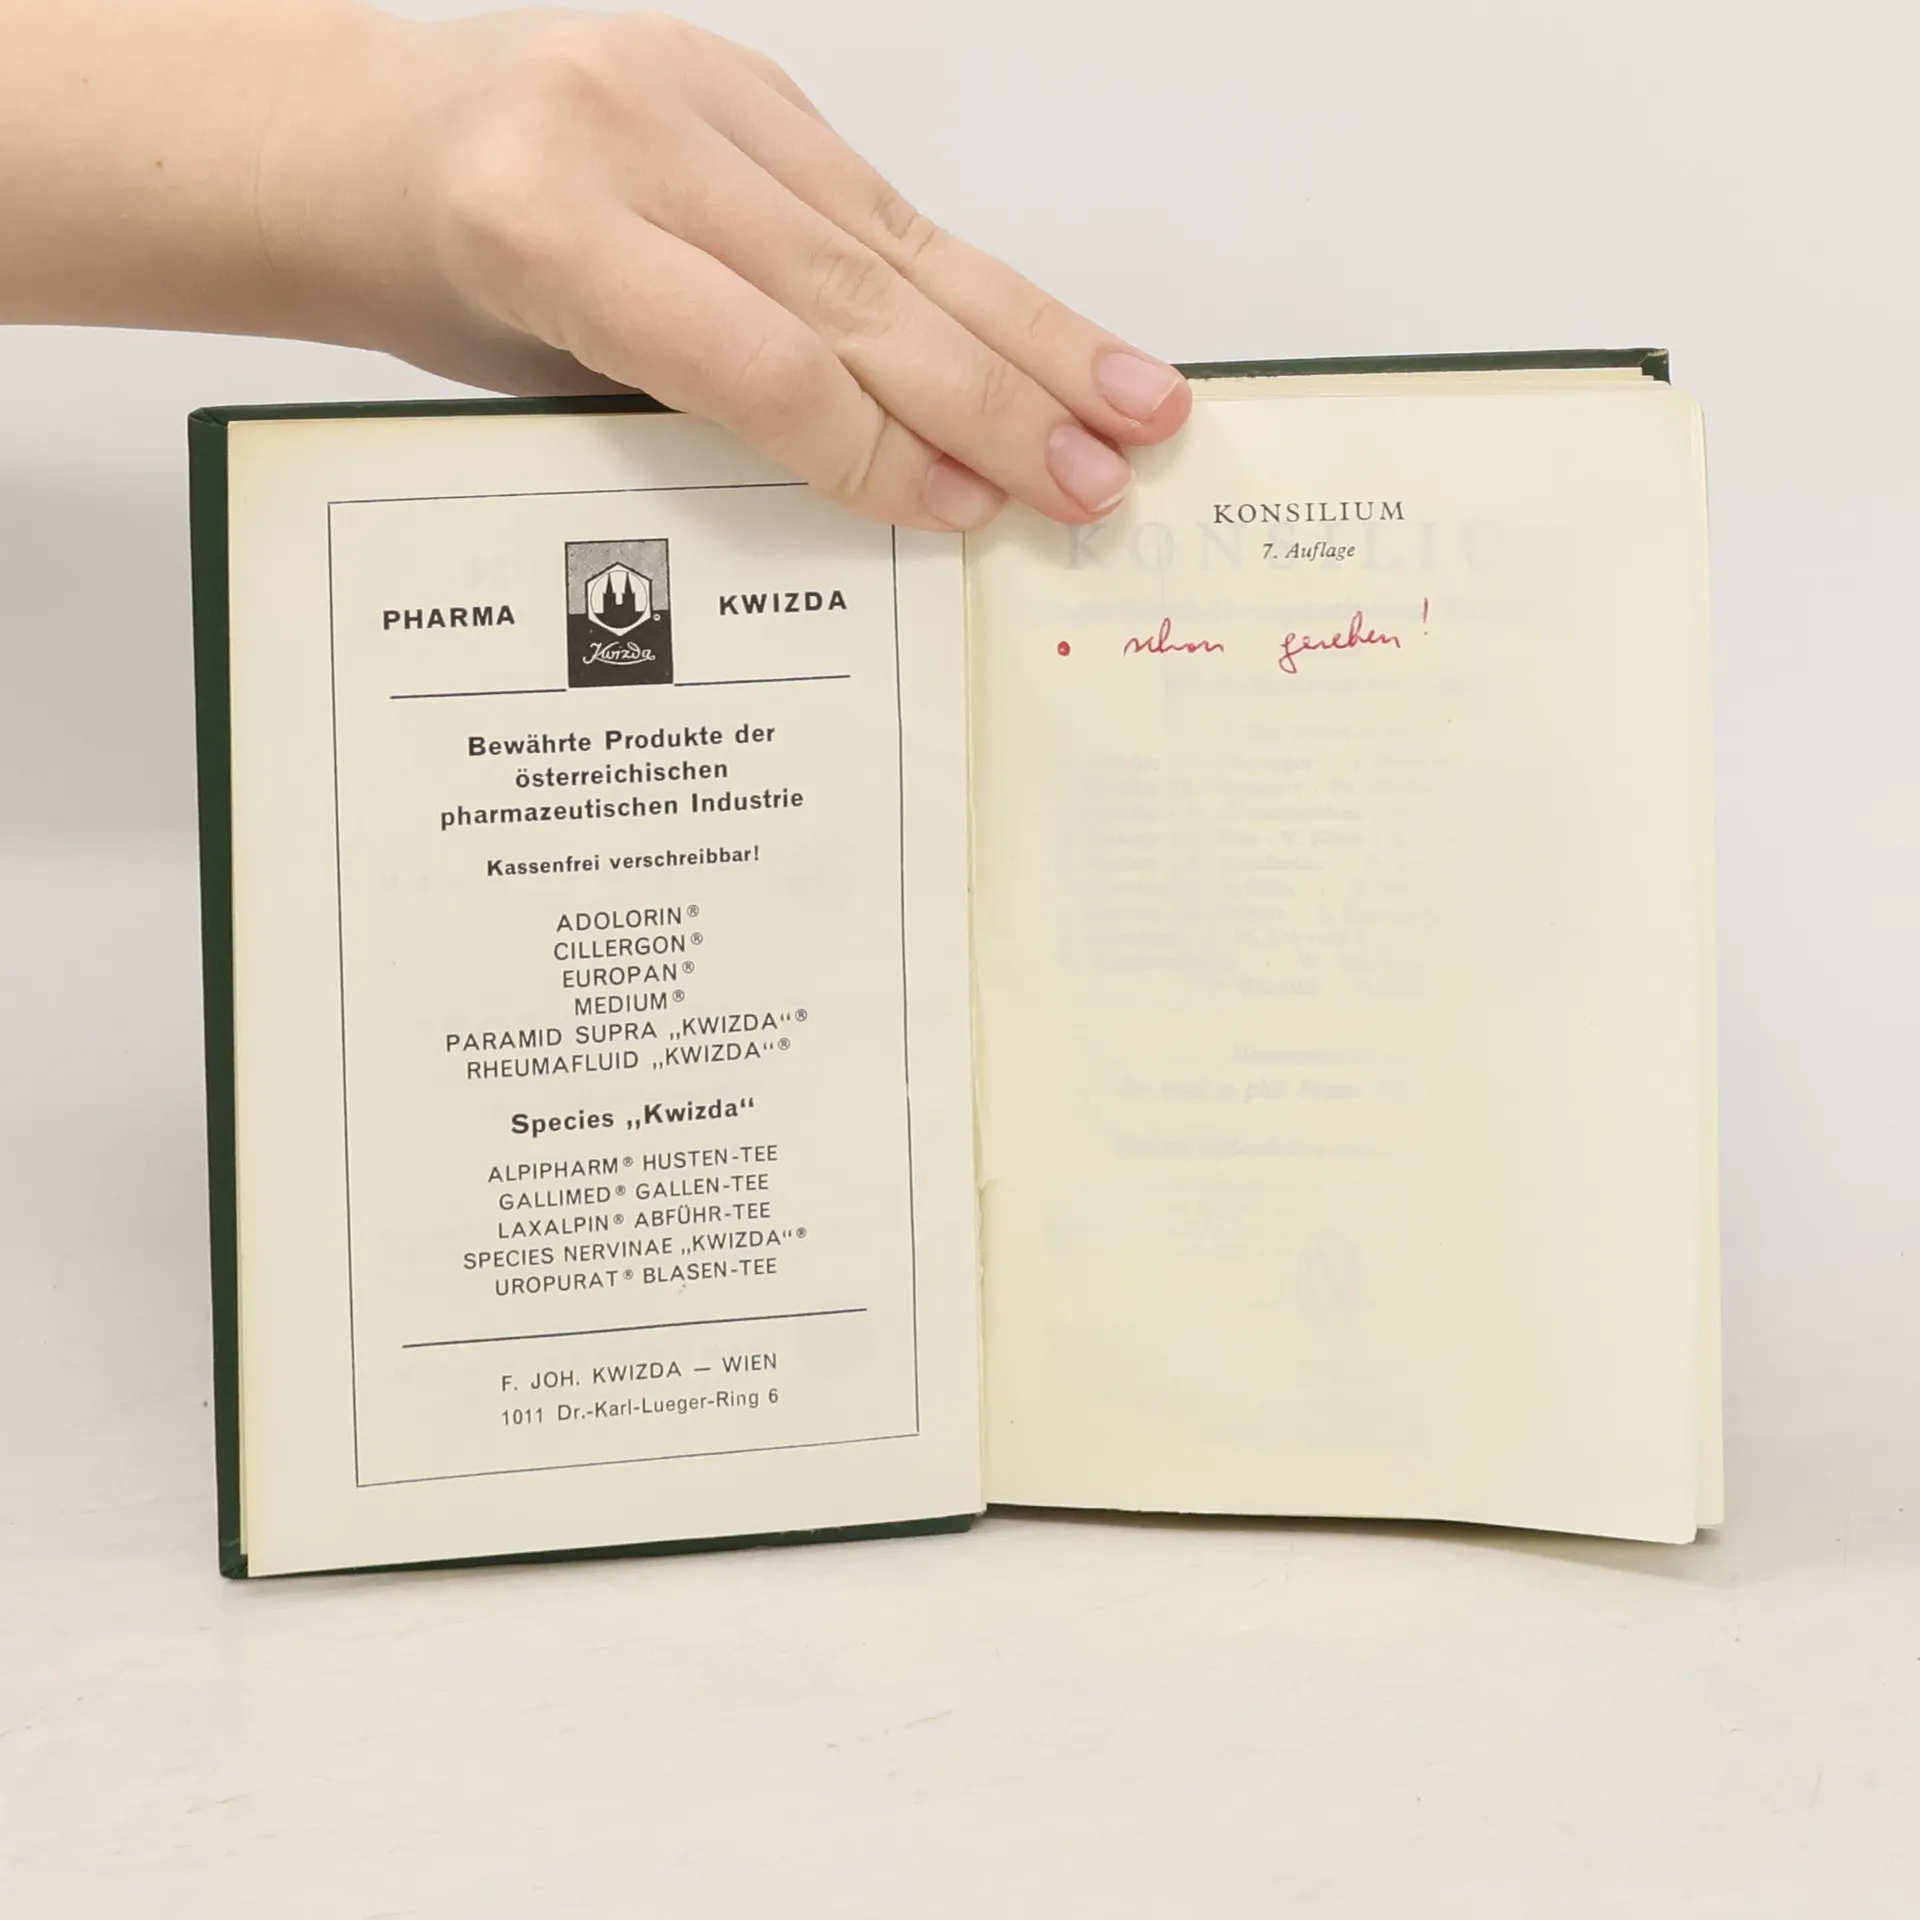 PHARMA KWIZDA
Kwizda
Bewährte Produkte der
österreichischen
pharmazeutischen Industrie
Kassenfrei verschreibbar!
ADOLORIN®
CILLERGON®
EUROPAN®
MEDIUM®
PARAMID SUPRA „KWIZDA“®
RHEUMAFLUID „KWIZDA“®
Species „Kwizda“
ALPIPHARM® HUSTEN-TEE
GALLIMED® GALLEN-TEE
LAXALPIN® ABFÜHR-TEE
SPECIES NERVINAE „KWIZDA“®
UROPURAT® BLASEN-TEE
F. JOH. KWIZDA — WIEN
1011 Dr.-Karl-Lueger-Ring 6
KONSILIUM
7. Auflage
• schon gesehen!
KONSILIU